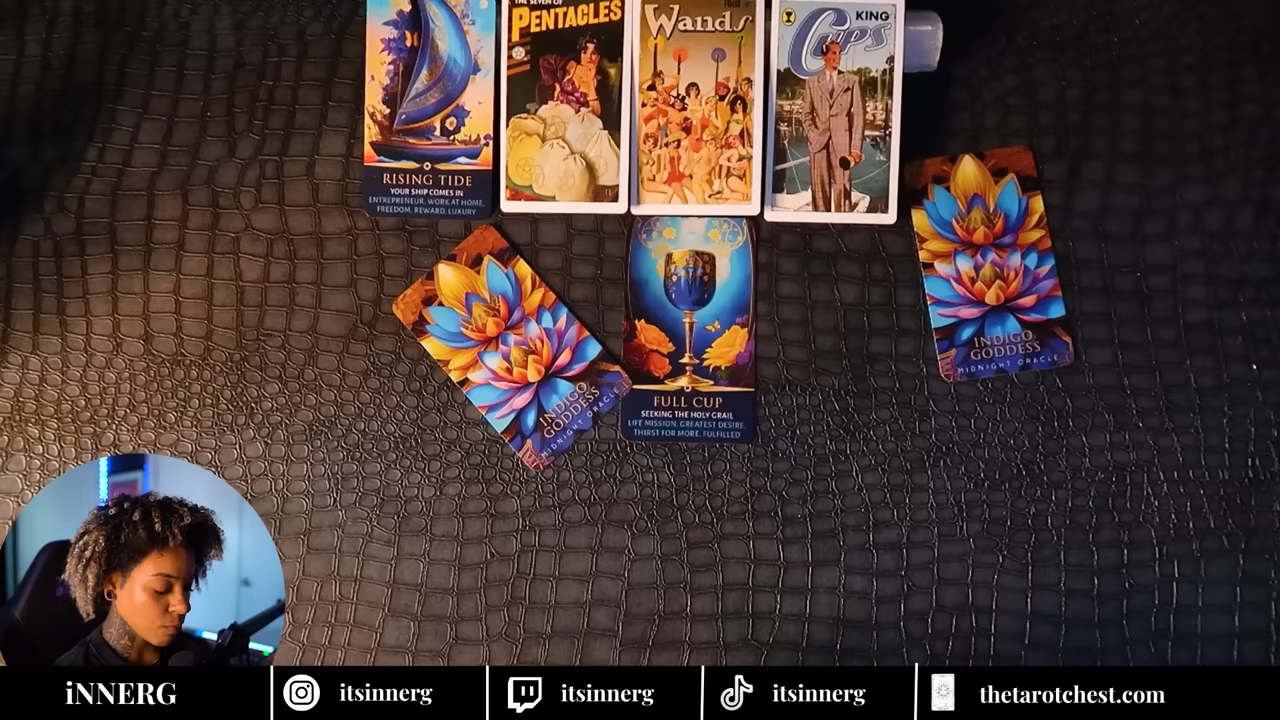 THE SEVEN OF
PENTACLES
Wands
KING
Cups
RISING TIDE
YOUR SHIP COMES IN
ENTREPRENEUR, WORK AT HOME,
FREEDOM, REWARD, LUXURY
INDIGO
GODDESS
MIDNIGHT ORACLE
FULL CUP
SEEKING THE HOLY GRAIL
LIFE MISSION, GREATEST DESIRE,
THIRST FOR MORE, FULFILLED
INDIGO
GODDESS
MIDNIGHT ORACLE
iNNERG
itsinnerg
itsinnerg
itsinnerg
thetarotchest.com